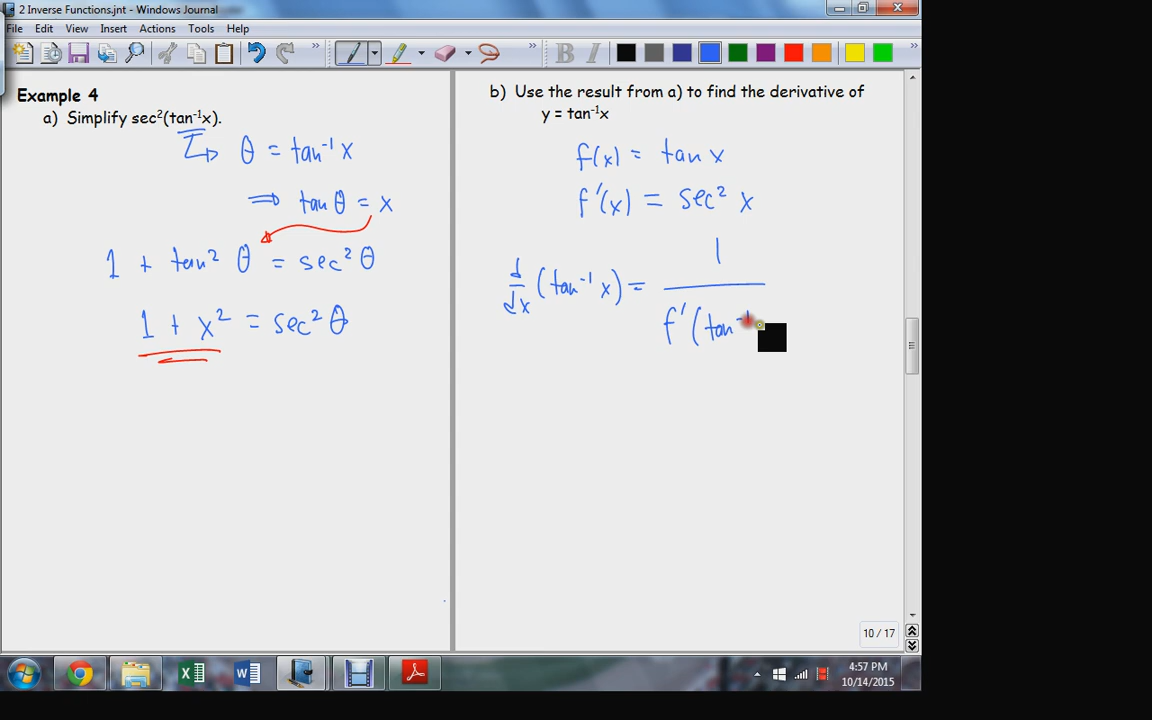 2 Inverse Functions.jnt - Windows Journal
File Edit View Insert Actions Tools Help
B I
Example 4
a) Simplify sec²(tan⁻¹x).
θ = tan⁻¹ x
⇒ tan θ = x
1 + tan² θ = sec² θ
1 + x² = sec² θ
b) Use the result from a) to find the derivative of
y = tan⁻¹x
f(x) = tan x
f'(x) = sec² x
d/dx (tan⁻¹ x) = 1 / f'(tan⁻¹
10 / 17
4:57 PM
10/14/2015